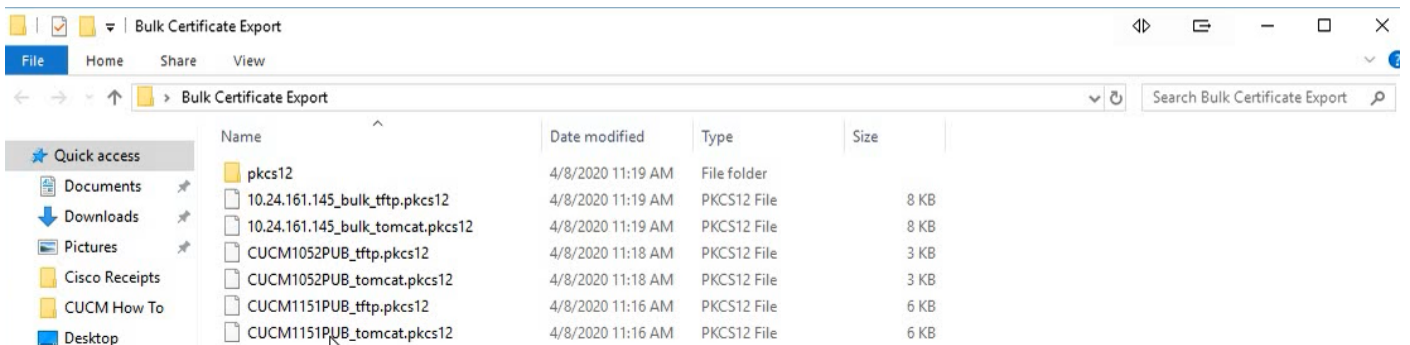 Bulk Certificate Export
File Home Share View
Bulk Certificate Export Search Bulk Certificate Export
Name Date modified Type Size
Quick access
Documents
Downloads
Pictures
Cisco Receipts
CUCM How To
Desktop
pkcs12 4/8/2020 11:19 AM File folder
10.24.161.145_bulk_tftp.pkcs12 4/8/2020 11:19 AM PKCS12 File 8 KB
10.24.161.145_bulk_tomcat.pkcs12 4/8/2020 11:19 AM PKCS12 File 8 KB
CUCM1052PUB_tftp.pkcs12 4/8/2020 11:18 AM PKCS12 File 3 KB
CUCM1052PUB_tomcat.pkcs12 4/8/2020 11:18 AM PKCS12 File 3 KB
CUCM1151PUB_tftp.pkcs12 4/8/2020 11:16 AM PKCS12 File 6 KB
CUCM1151PUB_tomcat.pkcs12 4/8/2020 11:16 AM PKCS12 File 6 KB